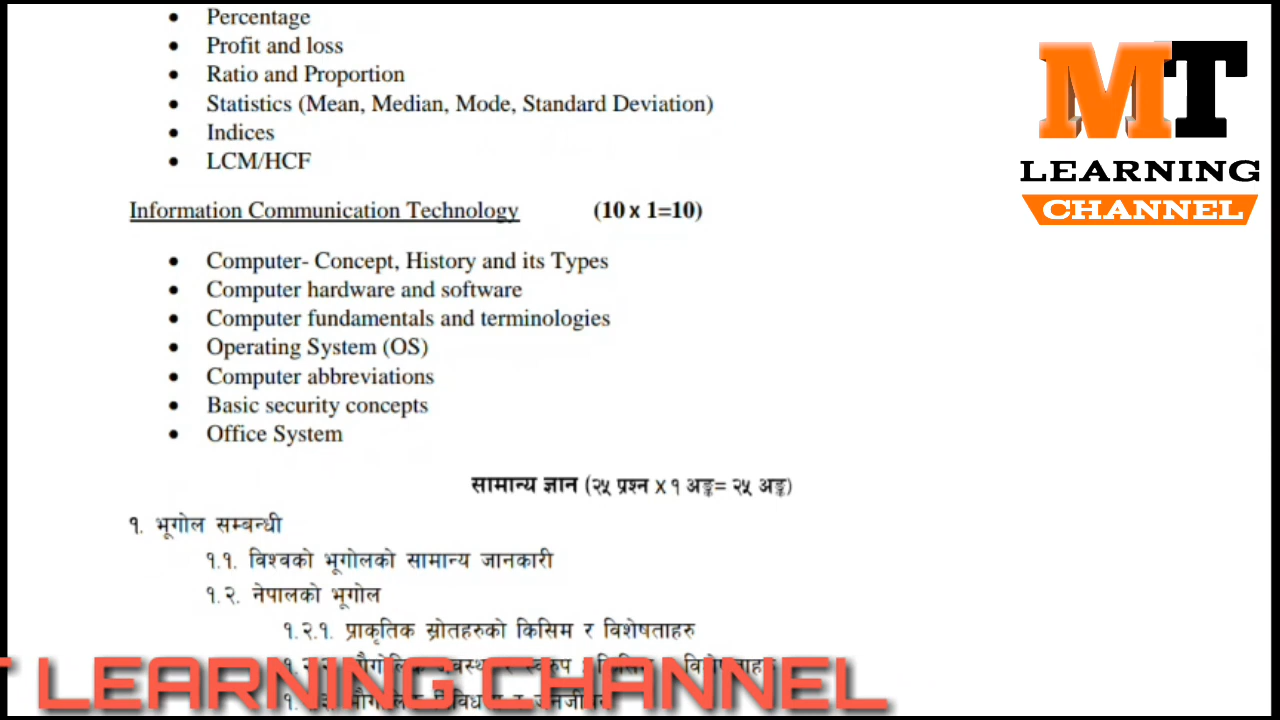 • Percentage
• Profit and loss
• Ratio and Proportion
• Statistics (Mean, Median, Mode, Standard Deviation)
• Indices
• LCM/HCF
Information Communication Technology (10 x 1=10)
• Computer- Concept, History and its Types
• Computer hardware and software
• Computer fundamentals and terminologies
• Operating System (OS)
• Computer abbreviations
• Basic security concepts
• Office System
सामान्य ज्ञान (२५ प्रश्न X १ अङ्क= २५ अङ्क)
१. भूगोल सम्बन्धी
१.१. विश्वको भूगोलको सामान्य जानकारी
१.२. नेपालको भूगोल
१.२.१. प्राकृतिक स्रोतहरुको किसिम र विशेषताहरु
MT
LEARNING
CHANNEL
T LEARNING CHANNEL